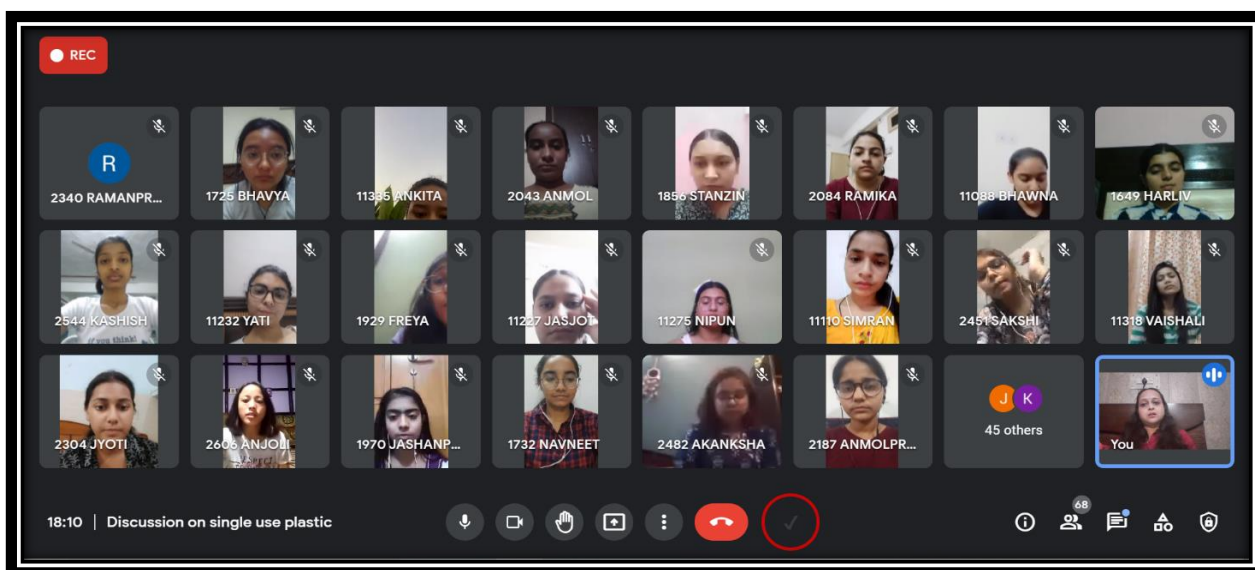 REC
R
2340 RAMANPR...
1725 BHAVYA
11335 ANKITA
2043 ANMOL
1856 STANZIN
2084 RAMIKA
11088 BHAWNA
1649 HARLIV
2544 KASHISH
11232 YATI
1929 FREYA
11227 JASJOT
11275 NIPUN
11110 SIMRAN
2451 SAKSHI
11318 VAISHALI
2304 JYOTI
2606 ANJOLI
1970 JASHANP...
1732 NAVNEET
2482 AKANKSHA
2187 ANMOLPR...
J K
45 others
You
18:10 | Discussion on single use plastic
68